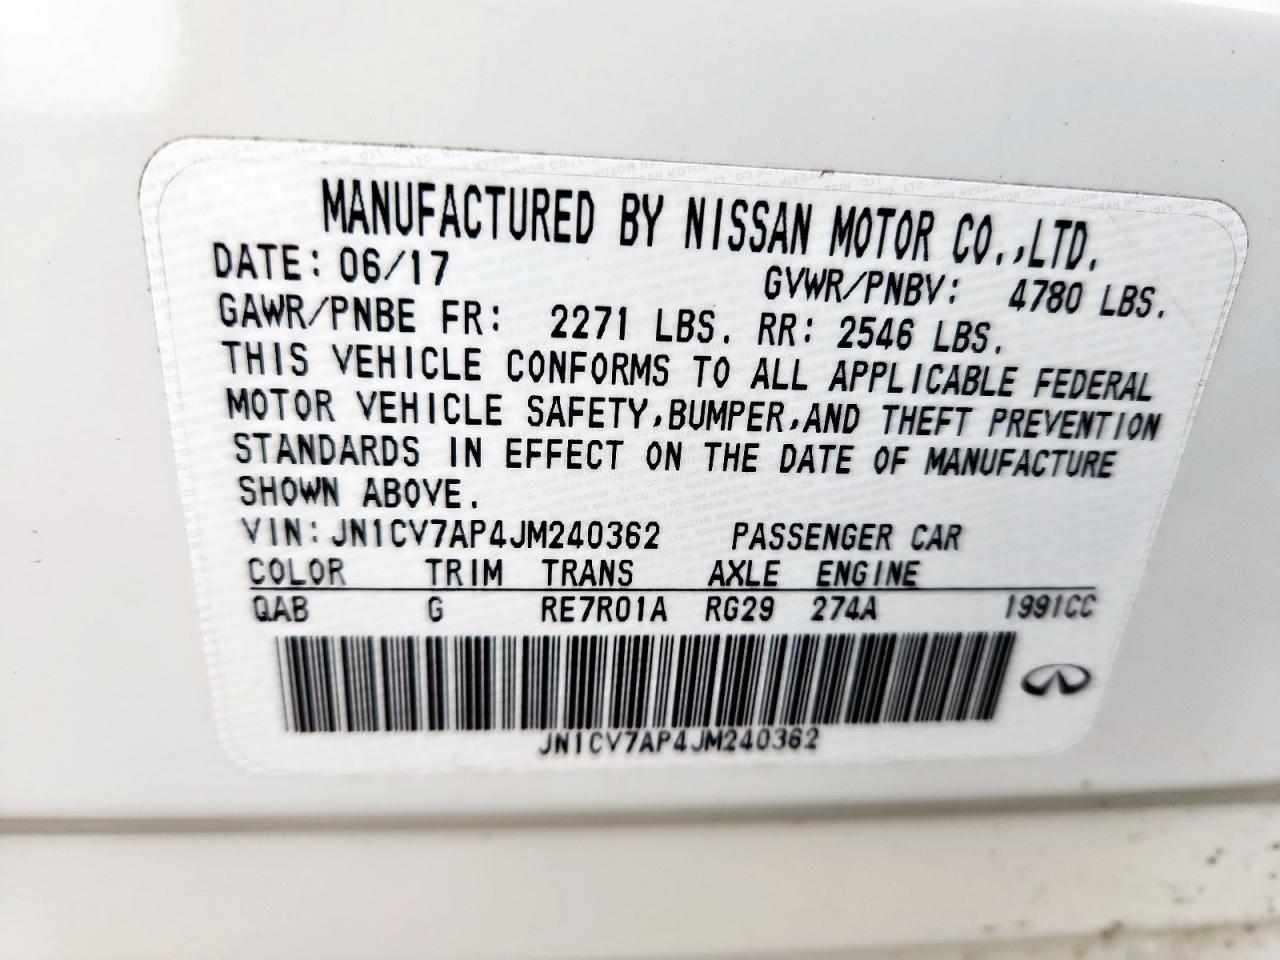 MANUFACTURED BY NISSAN MOTOR CO.,LTD.
DATE: 06/17 GVWR/PNBV: 4780 LBS.
GAWR/PNBE FR: 2271 LBS. RR: 2546 LBS.
THIS VEHICLE CONFORMS TO ALL APPLICABLE FEDERAL
MOTOR VEHICLE SAFETY,BUMPER,AND THEFT PREVENTION
STANDARDS IN EFFECT ON THE DATE OF MANUFACTURE
SHOWN ABOVE.
VIN:JN1CV7AP4JM240362 PASSENGER CAR
COLOR TRIM TRANS AXLE ENGINE
QAB G RE7R01A RG29 274A 1991CC
JN1CV7AP4JM240362